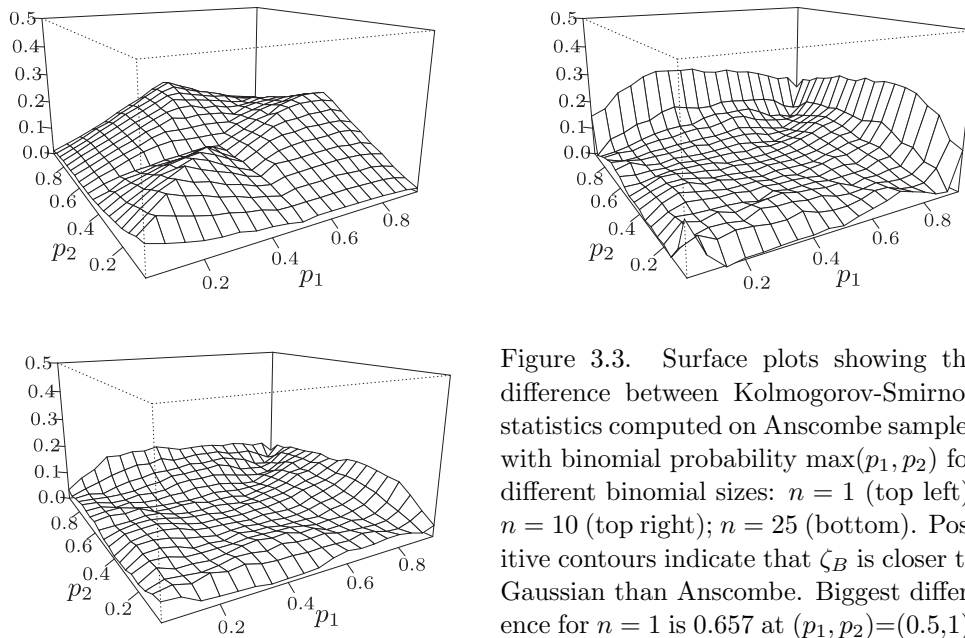 0.5
0.4
0.3
0.2
0.1
0.0
0.8
0.6
0.4
0.2
p2
0.2
0.4
0.6
0.8
p1
0.5
0.4
0.3
0.2
0.1
0.0
0.8
0.6
0.4
0.2
p2
0.2
0.4
0.6
0.8
p1
0.5
0.4
0.3
0.2
0.1
0.0
0.8
0.6
0.4
0.2
p2
0.2
0.4
0.6
0.8
p1
Figure 3.3. Surface plots showing th
difference between Kolmogorov-Smirno
statistics computed on Anscombe sample
with binomial probability max(p1, p2) fo
different binomial sizes: n = 1 (top left)
n = 10 (top right); n = 25 (bottom). Pos
itive contours indicate that ζB is closer t
Gaussian than Anscombe. Biggest differ
ence for n = 1 is 0.657 at (p1, p2)=(0.5,1)